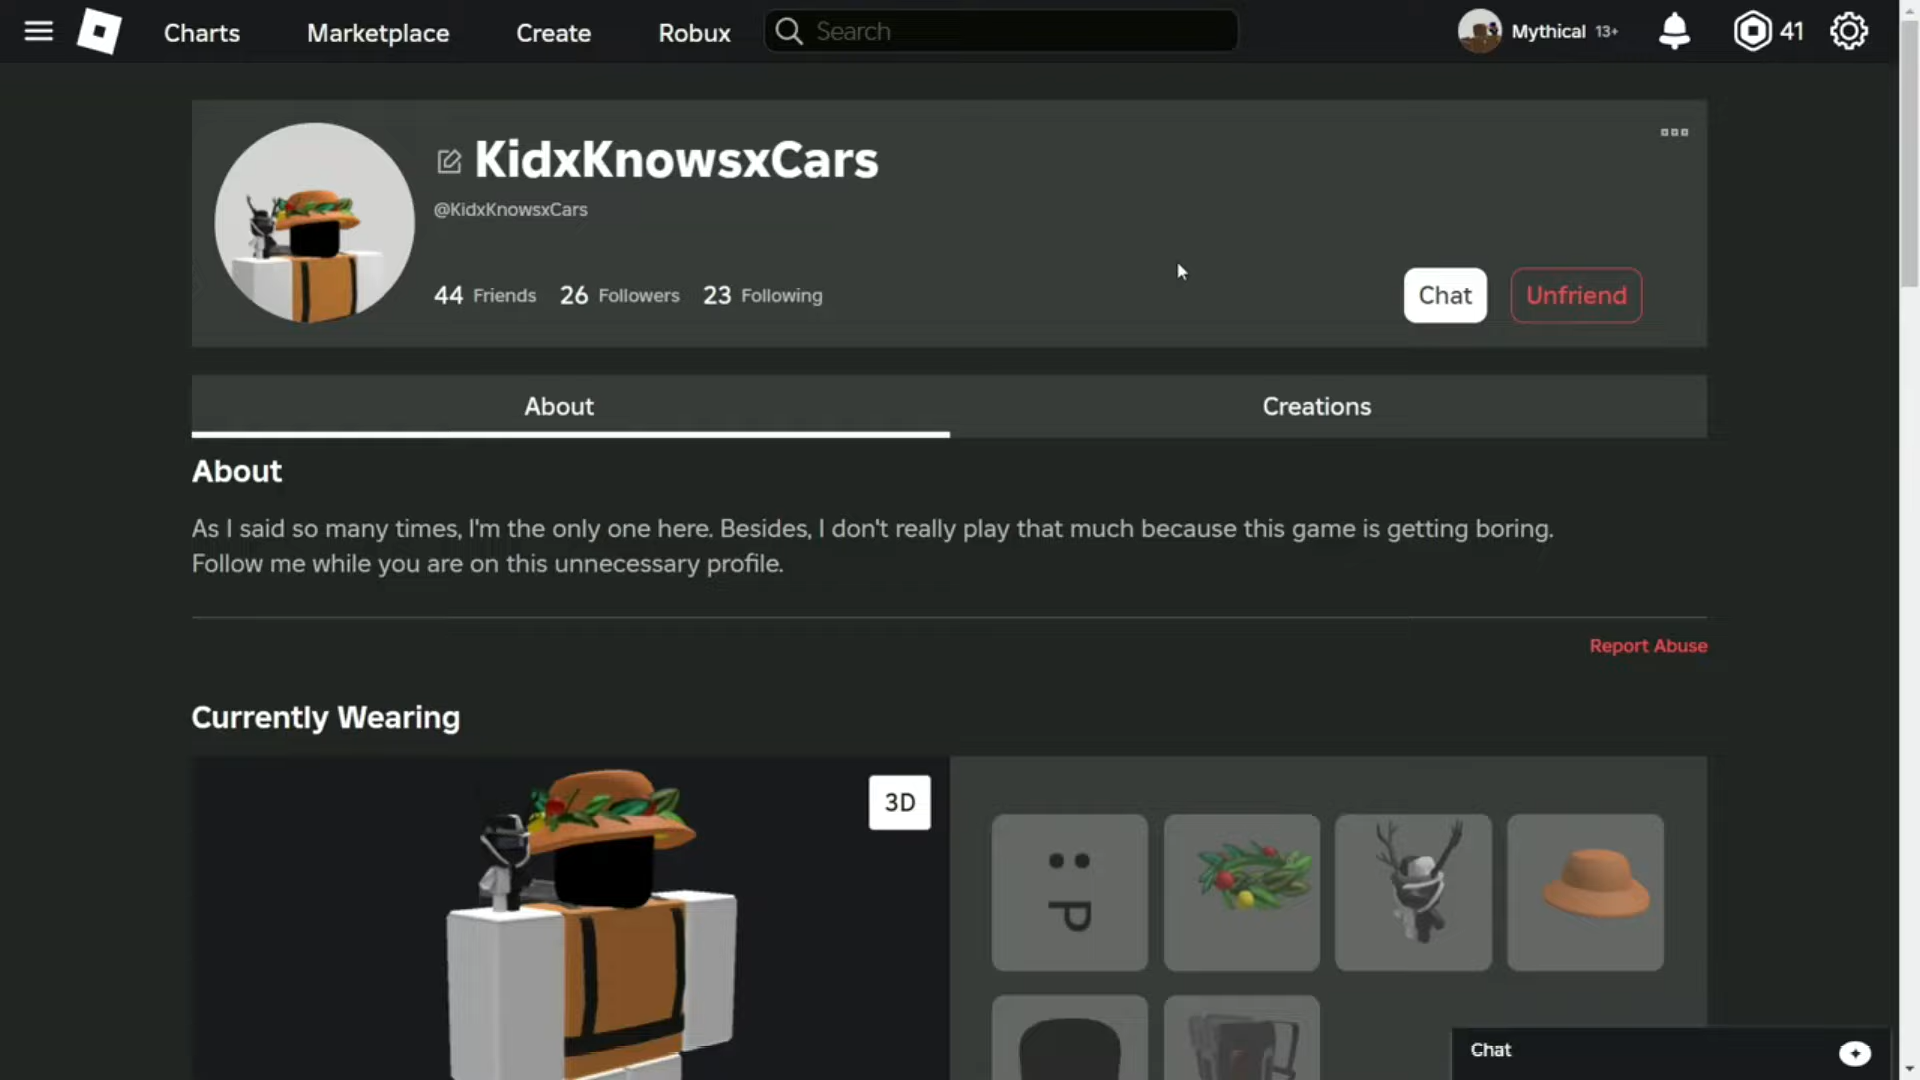 Charts Marketplace Create Robux Search Mythical 13+ 41
KidxKnowsxCars
@KidxKnowsxCars
44 Friends 26 Followers 23 Following Chat Unfriend
About Creations
About
As I said so many times, I'm the only one here. Besides, I don't really play that much because this game is getting boring.
Follow me while you are on this unnecessary profile.
Report Abuse
Currently Wearing
3D
Chat